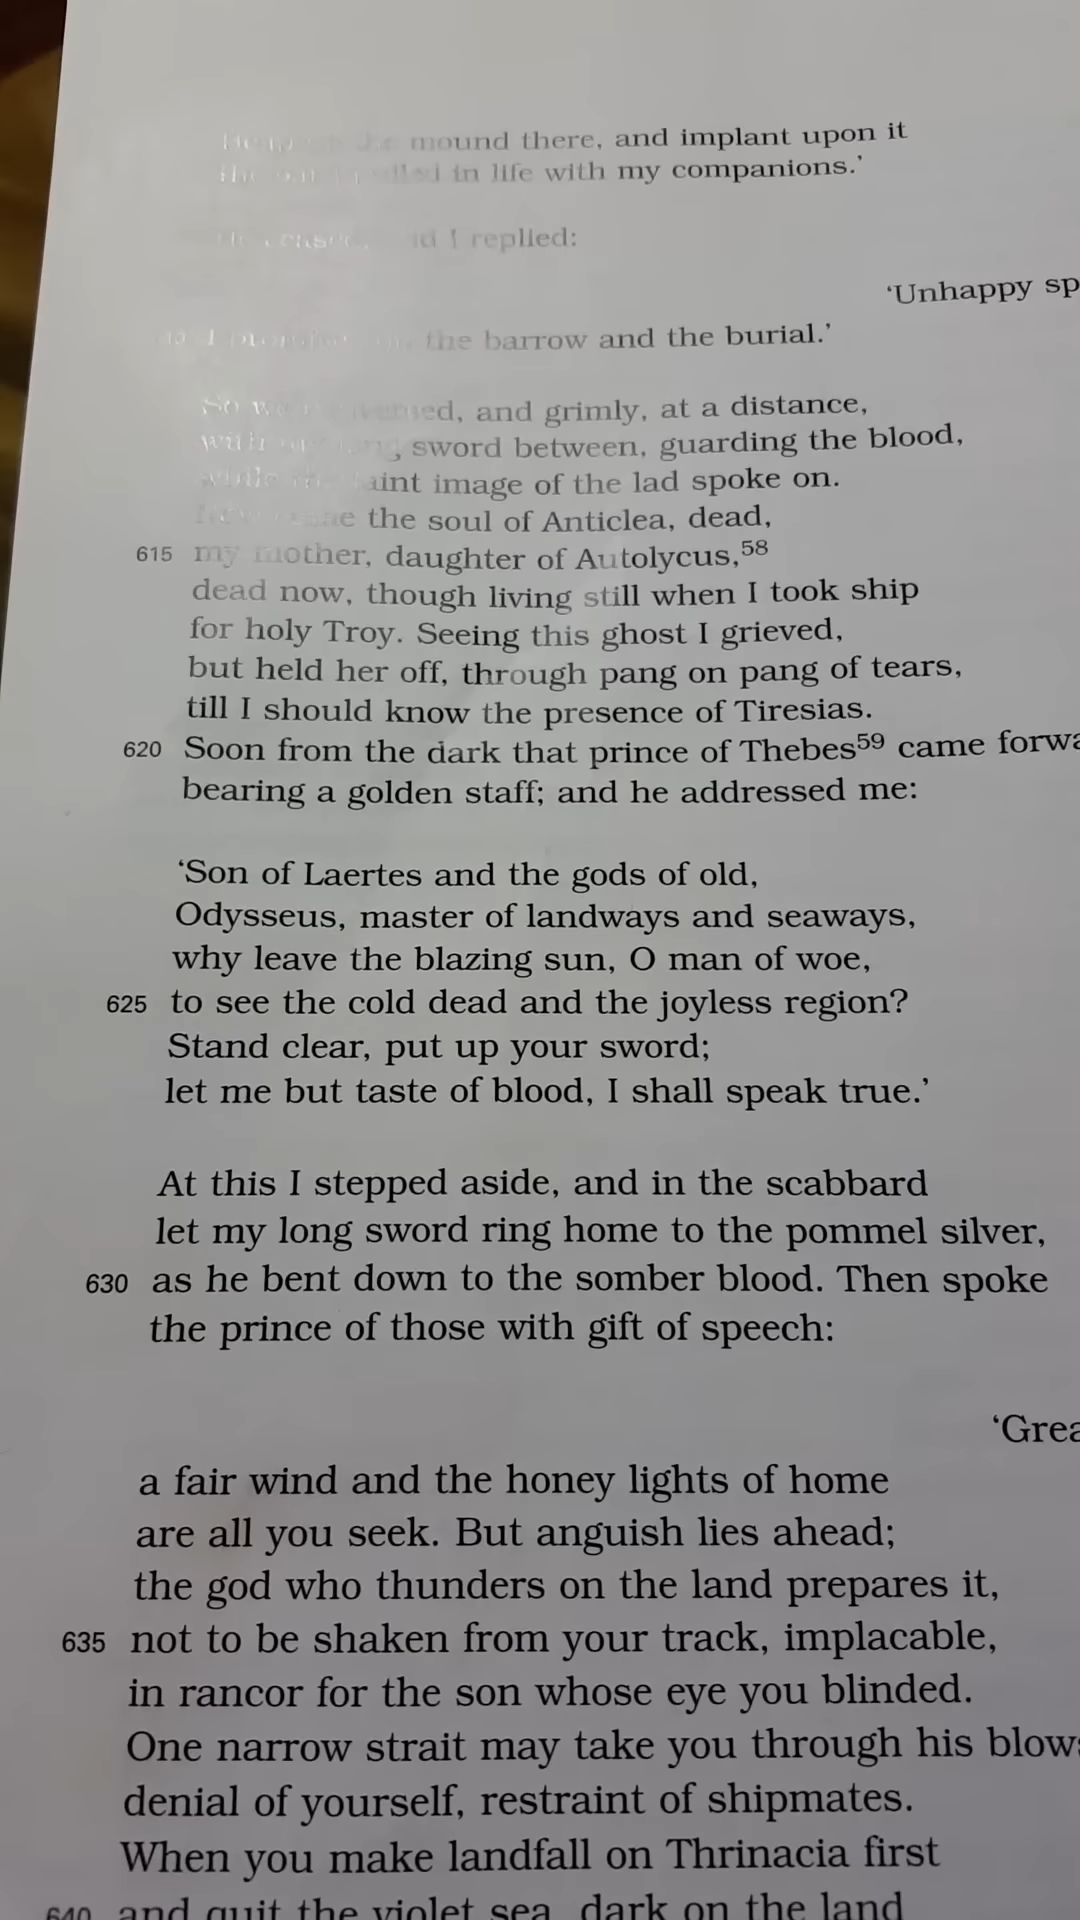 mound there, and implant upon it
in life with my companions.'
I replied:
'Unhappy sp
the barrow and the burial.'
and grimly, at a distance,
sword between, guarding the blood,
image of the lad spoke on.
the soul of Anticlea, dead,
615 my mother, daughter of Autolycus,58
dead now, though living still when I took ship
for holy Troy. Seeing this ghost I grieved,
but held her off, through pang on pang of tears,
till I should know the presence of Tiresias.
620 Soon from the dark that prince of Thebes59 came forwa
bearing a golden staff; and he addressed me:
'Son of Laertes and the gods of old,
Odysseus, master of landways and seaways,
why leave the blazing sun, O man of woe,
625 to see the cold dead and the joyless region?
Stand clear, put up your sword;
let me but taste of blood, I shall speak true.'
At this I stepped aside, and in the scabbard
let my long sword ring home to the pommel silver,
630 as he bent down to the somber blood. Then spoke
the prince of those with gift of speech:
'Grea
a fair wind and the honey lights of home
are all you seek. But anguish lies ahead;
the god who thunders on the land prepares it,
635 not to be shaken from your track, implacable,
in rancor for the son whose eye you blinded.
One narrow strait may take you through his blows
denial of yourself, restraint of shipmates.
When you make landfall on Thrinacia first
640 and quit the violet sea, dark on the land